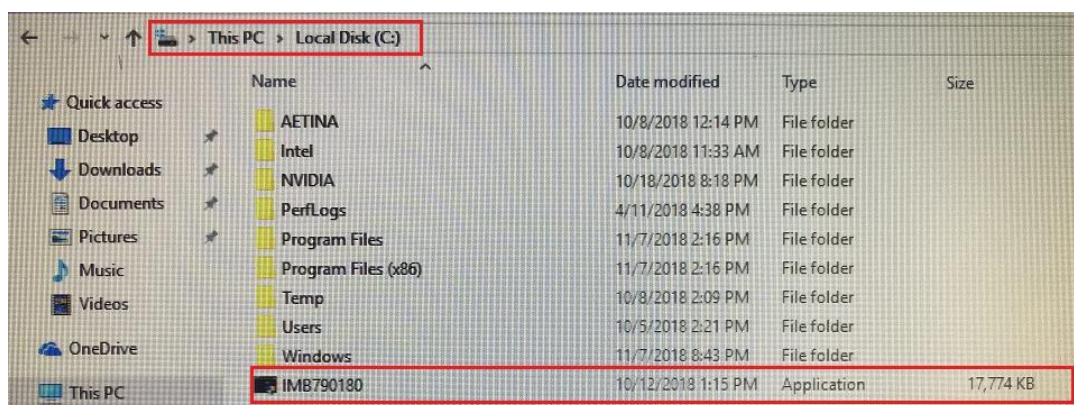 This PC > Local Disk (C:)
Name Date modified Type Size
Quick access
Desktop
Downloads
Documents
Pictures
Music
Videos
OneDrive
This PC
AETINA 10/8/2018 12:14 PM File folder
Intel 10/8/2018 11:33 AM File folder
NVIDIA 10/18/2018 8:18 PM File folder
PerfLogs 4/11/2018 4:38 PM File folder
Program Files 11/7/2018 2:16 PM File folder
Program Files (x86) 11/7/2018 2:16 PM File folder
Temp 10/8/2018 2:09 PM File folder
Users 10/5/2018 2:21 PM File folder
Windows 11/7/2018 8:43 PM File folder
IMB790180 10/12/2018 1:15 PM Application 17,774 KB